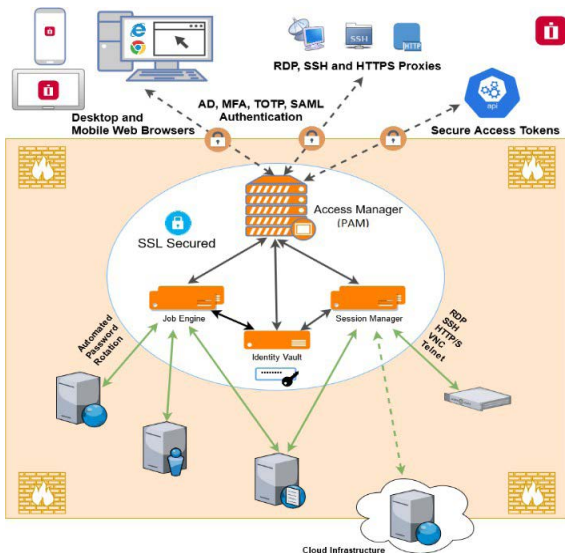 SSH
HTTP
RDP, SSH and HTTPS Proxies
AD, MFA, TOTP, SAML
Authentication
Desktop and
Mobile Web Browsers
api
Secure Access Tokens
Access Manager
(PAM)
SSL Secured
Job Engine
Session Manager
Identity Vault
Automated
Password
Rotation
RDP
SSH
HTTP/S
VNC
Telnet
Cloud Infrastructure